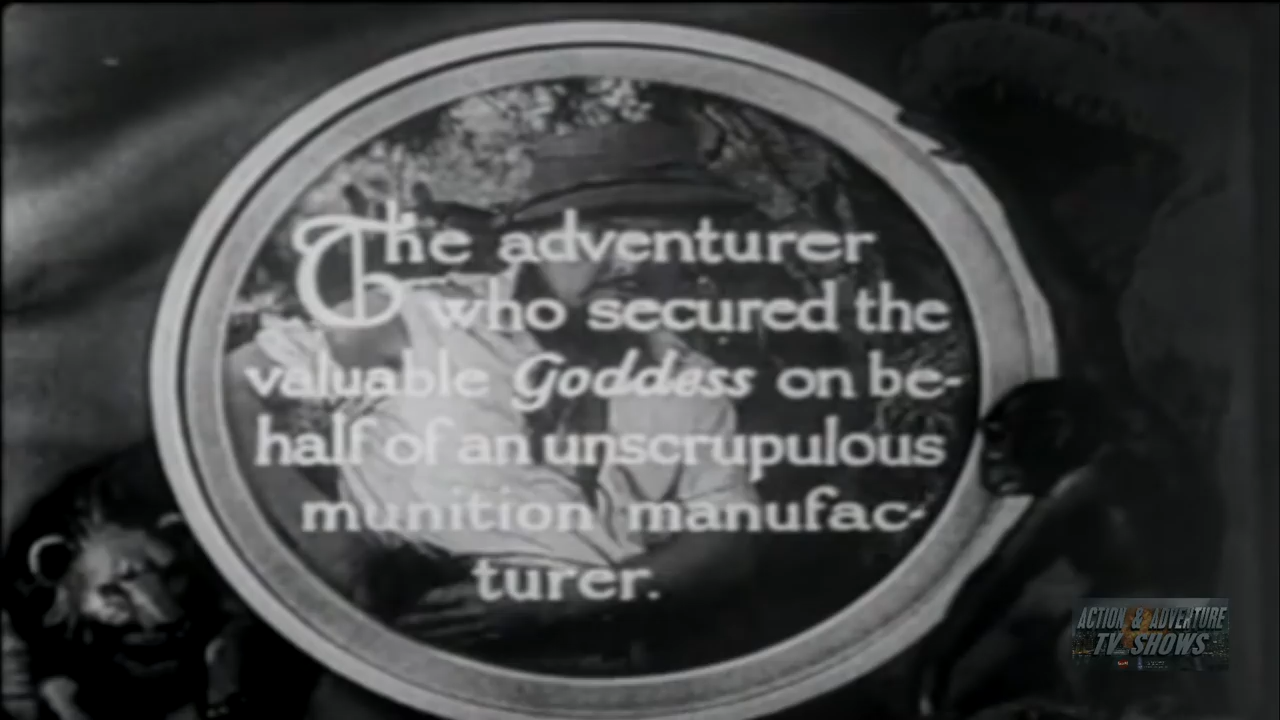 The adventurer
who secured the
valuable Goddess on be-
half of an unscrupulous
munition manufac-
turer.
ACTION & ADVENTURE
TV SHOWS